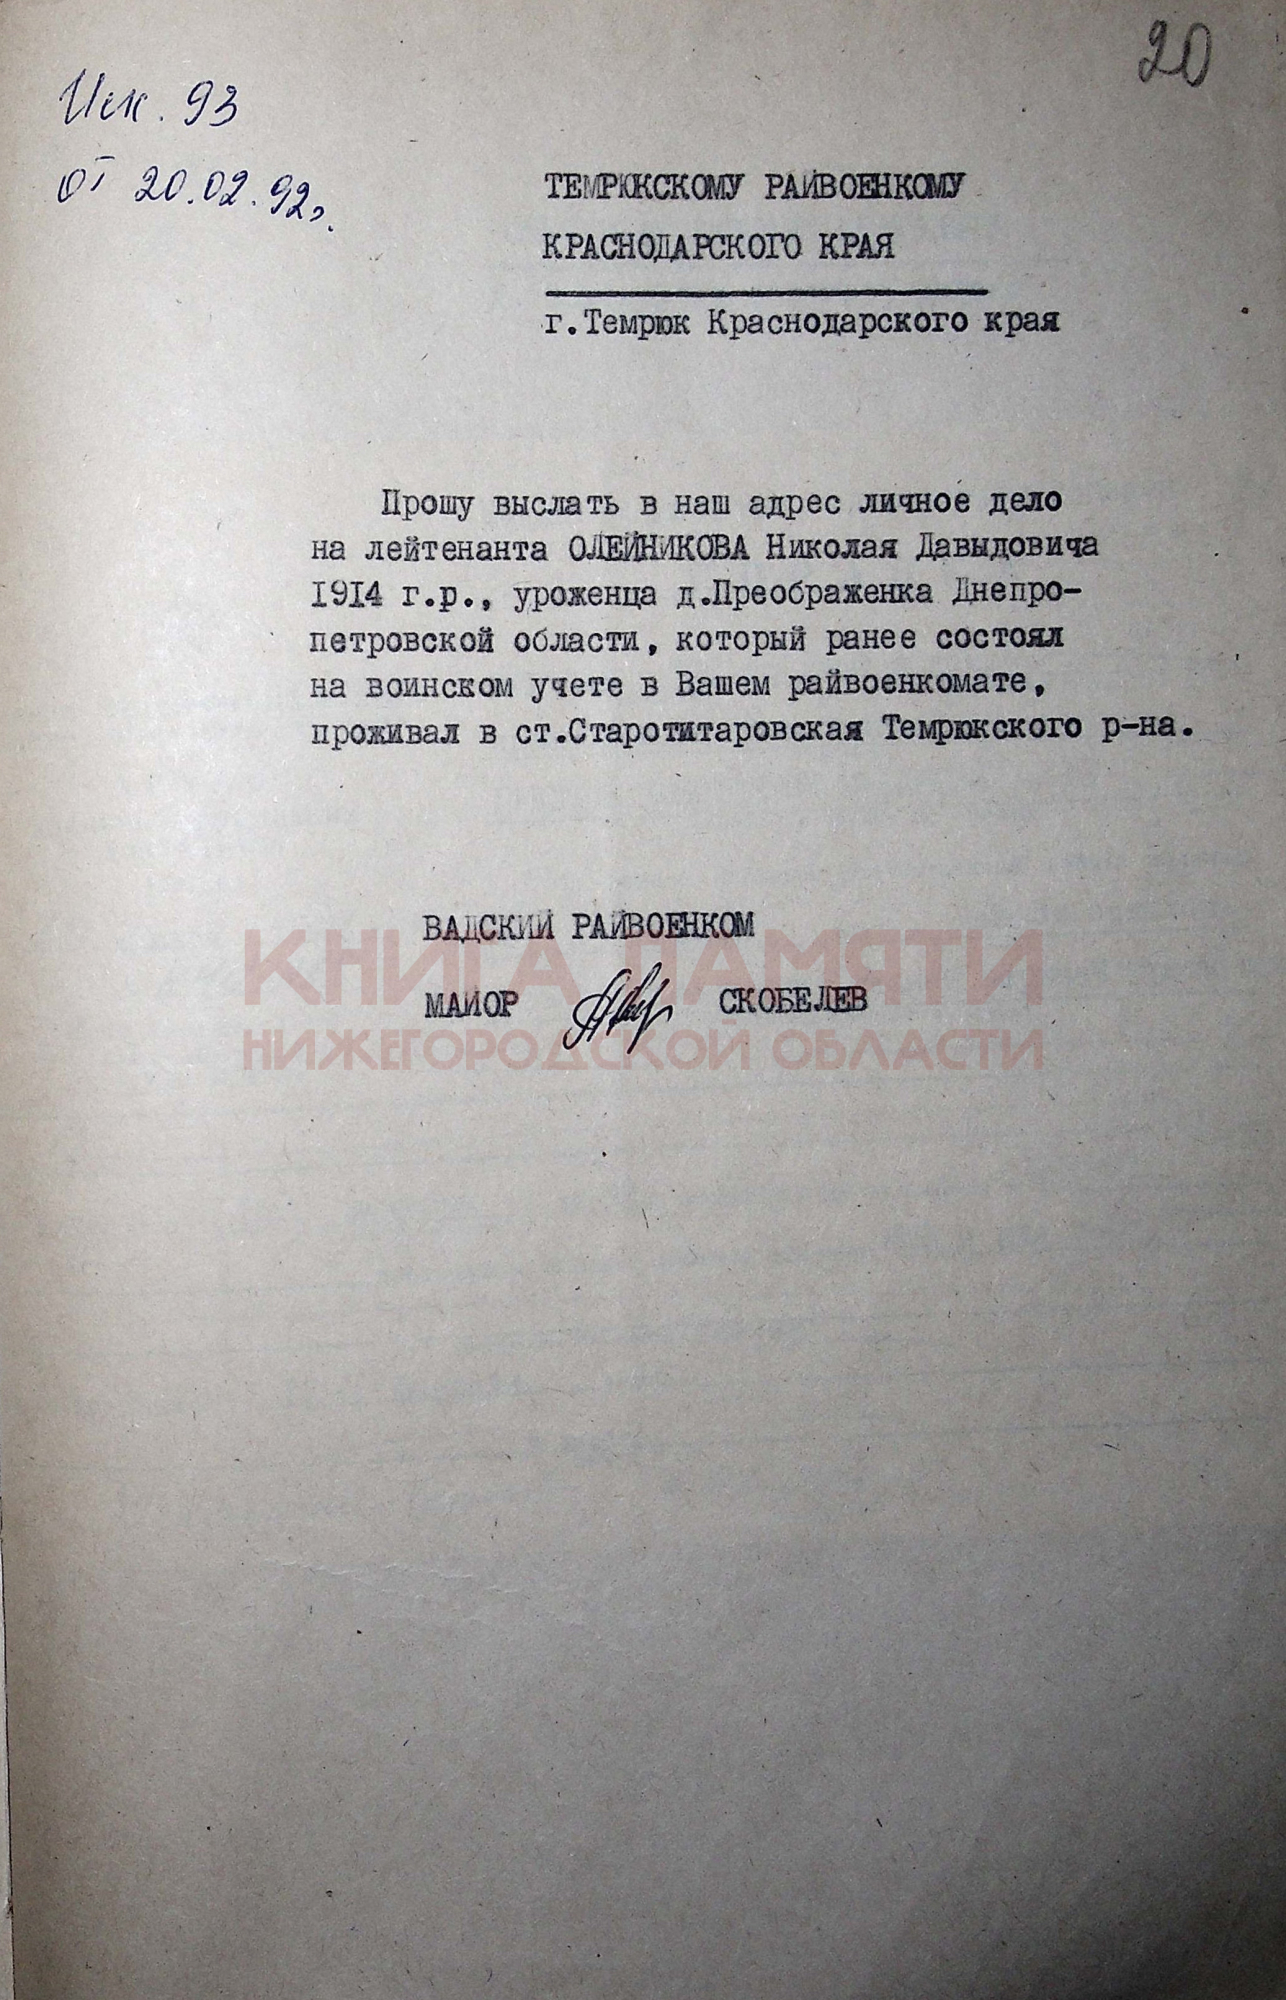 20
Исх. 93
от 20.02.92г.
ТЕМРЮКСКОМУ РАЙВОЕНКОМУ
КРАСНОДАРСКОГО КРАЯ
г.Темрюк Краснодарского края
Прошу выслать в наш адрес личное дело
на лейтенанта ОЛЕЙНИКОВА Николая Давыдовича
1914 г.р., уроженца д.Преображенка Днепро-
петровской области, который ранее состоял
на воинском учете в Вашем райвоенкомате,
проживал в ст.Старотитаровская Темрюкского р-на.
ВАДСКИЙ РАЙВОЕНКОМ
МАЙОР СКОБЕЛЕВ
КНИГА ПАМЯТИ
НИЖЕГОРОДСКОЙ ОБЛАСТИ